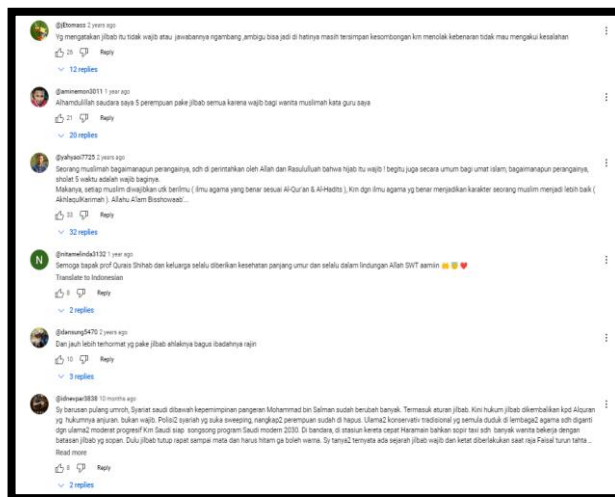 @jEtomass 2 years ago
Yg mengatakan jilbab itu tidak wajib atau jawabannya ngambang ,ambigu bisa jadi di hatinya masih tersimpan kesombongan krn menolak kebenaran tidak mau mengakui kesalahan
26 Reply
12 replies
@aminemon3011 1 year ago
Alhamdulillah saudara saya 5 perempuan pake jilbab semua karena wajib bagi wanita muslimah kata guru saya
21 Reply
20 replies
@yahyaoi7725 2 years ago
Seorang muslimah bagaimanapun perangainya, sdh di perintahkan oleh Allah dan Rasululluah bahwa hijab itu wajib ! begitu juga secara umum bagi umat islam; bagaimanapun perangainya,
sholat 5 waktu adalah wajib baginya.
Makanya, setiap muslim diwajibkan utk berilmu ( ilmu agama yang benar sesuai Al-Qur'an & Al-Hadits ), Krn dgn ilmu agama yg benar menjadikan karakter seorang muslim menjadi lebih baik (
AkhlaqulKarimah ). Allahu A'lam Bisshowaab'...
33 Reply
32 replies
N
@nitamelinda3132 1 year ago
Semoga bapak prof Qurais Shihab dan keluarga selalu diberikan kesehatan panjang umur dan selalu dalam lindungan Allah SWT aamiin
Translate to Indonesian
8 Reply
2 replies
@dansung5470 2 years ago
Dan jauh lebih terhormat yg pake jilbab ahlaknya bagus ibadahnya rajin
10 Reply
3 replies
@idnevpar3838 10 months ago
Sy barusan pulang umroh, Syariat saudi dibawah kepemimpinan pangeran Mohammad bin Salman sudah berubah banyak. Termasuk aturan jilbab. Kini hukum jilbab dikembalikan kpd Alquran
yg hukumnya anjuran. bukan wajib. Polisi2 syariah yg suka sweeping, nangkap2 perempuan sudah di hapus. Ulama2 konservativ tradisional yg semula duduk di lembaga2 agama sdh diganti
dgn ulama2 moderat progresif Krn Saudi siap songsong program Saudi modern 2030. Di bandara, di stasiun kereta cepat Haramain bahkan sopir taxi sdh banyak wanita bekerja dengan
batasan jilbab yg sopan. Dulu jilbab tutup rapat sampai mata dan harus hitam ga boleh warna. Sy tanya2 ternyata ada sejarah jilbab wajib dan ketat diberlakukan saat raja Faisal turun tahta ...
Read more
8 Reply
2 replies